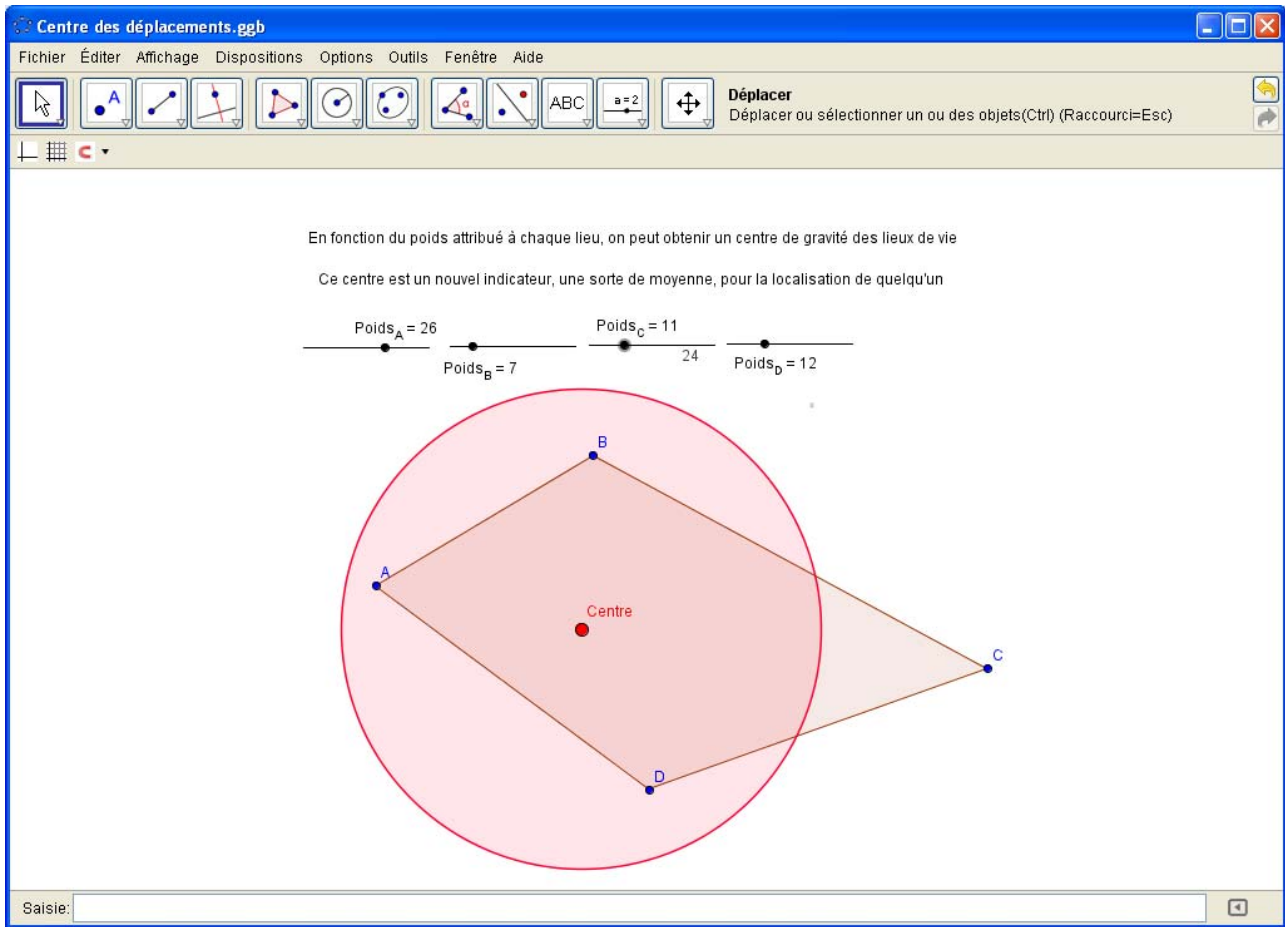 Centre des déplacements.ggb
Fichier Éditer Affichage Dispositions Options Outils Fenêtre Aide
A α ABC a=2
Déplacer
Déplacer ou sélectionner un ou des objets(Ctrl) (Raccourci=Esc)
En fonction du poids attribué à chaque lieu, on peut obtenir un centre de gravité des lieux de vie
Ce centre est un nouvel indicateur, une sorte de moyenne, pour la localisation de quelqu'un
PoidsA = 26
PoidsB = 7
PoidsC = 11
24
PoidsD = 12
B
A
Centre
C
D
Saisie: